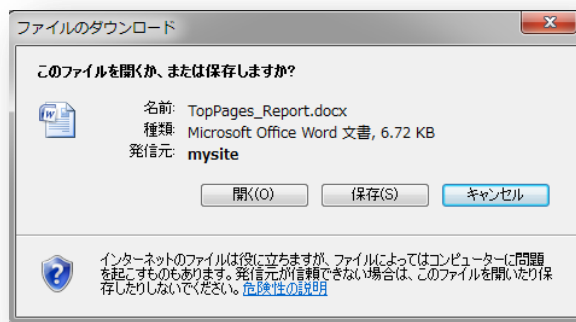 ファイルのダウンロード
このファイルを開くか、または保存しますか?
名前: TopPages_Report.docx
種類: Microsoft Office Word 文書, 6.72 KB
発信元: mysite
開く(O) 保存(S) キャンセル
インターネットのファイルは役に立ちますが、ファイルによってはコンピューターに問題
を起こすものもあります。発信元が信頼できない場合は、このファイルを開いたり保
存したりしないでください。危険性の説明